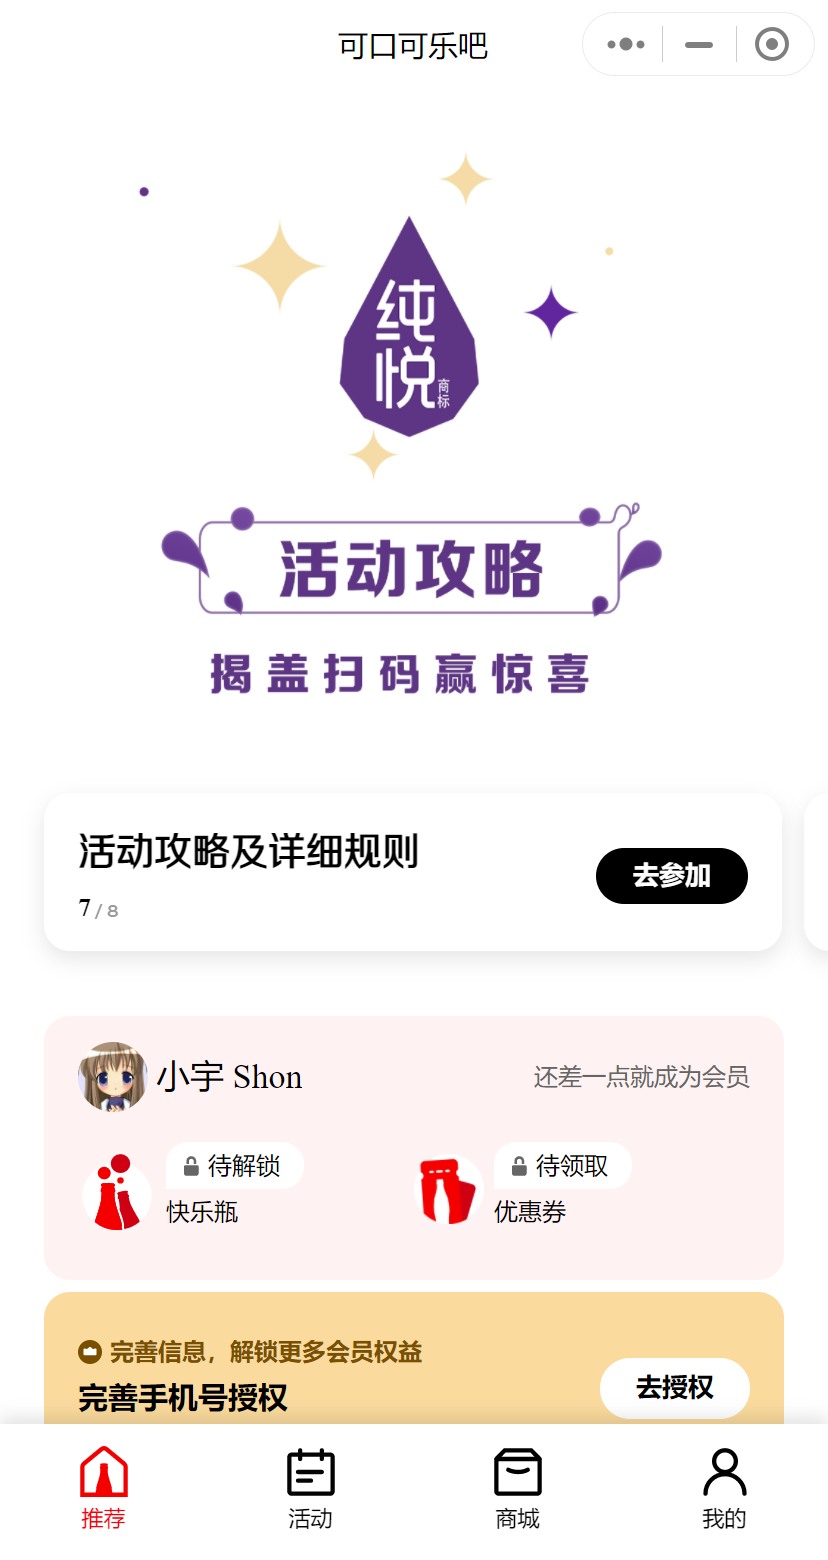 可口可乐吧
纯悦
商标
活动攻略
揭盖扫码赢惊喜
活动攻略及详细规则
去参加
7 / 8
小宇 Shon
还差一点就成为会员
待解锁
快乐瓶
待领取
优惠券
完善信息，解锁更多会员权益
完善手机号授权
去授权
推荐
活动
商城
我的